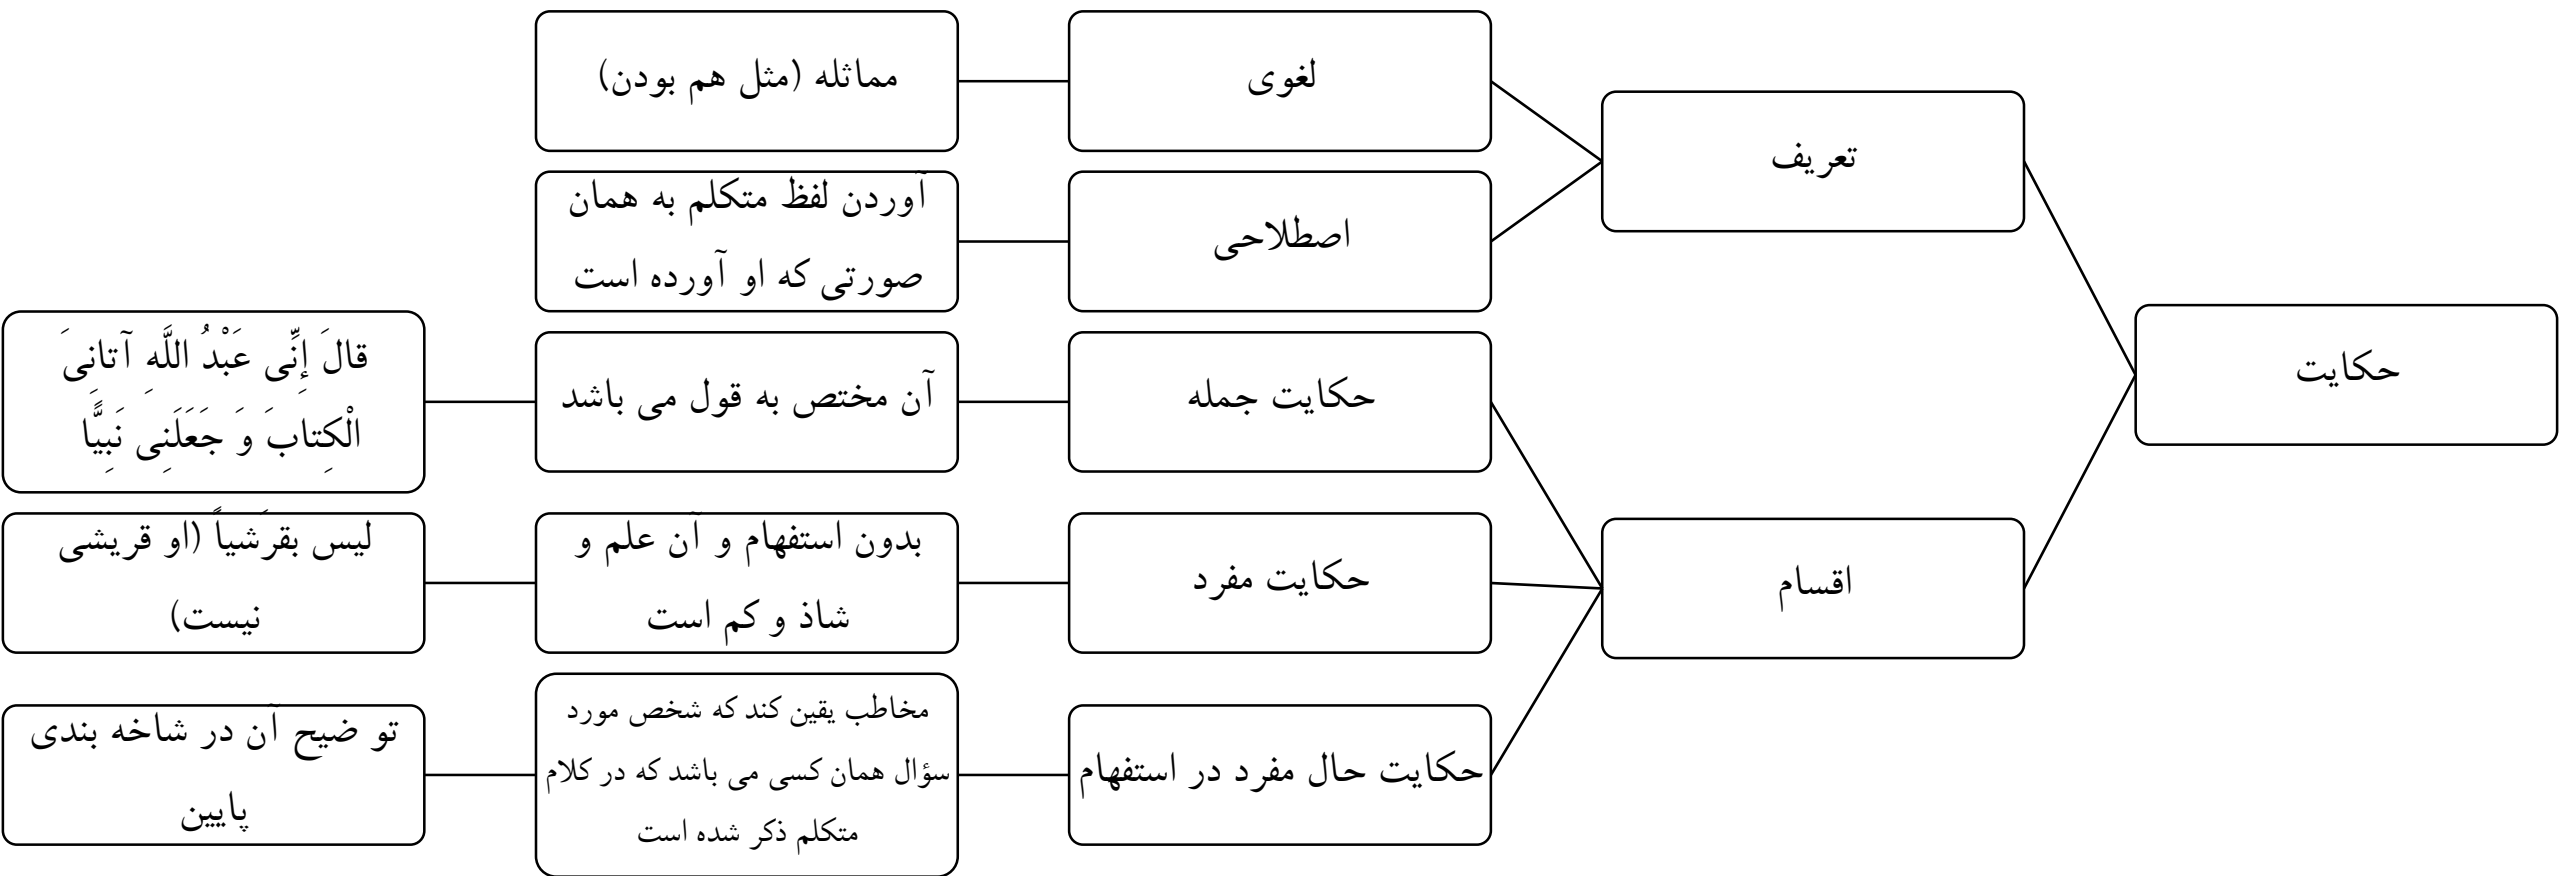 حکایت
تعریف
لغوی
مماثله (مثل هم بودن)
اصطلاحی
آوردن لفظ متکلم به همان
صورتی که او آورده است
اقسام
حکایت جمله
آن مختص به قول می باشد
قالَ إِنِّی عَبْدُ اللَّهِ آتانِیَ
الْکِتابَ وَ جَعَلَنِی نَبِیًّا
حکایت مفرد
بدون استفهام و آن علم و
شاذ و کم است
لیس بقرَشیاً (او قریشی
نیست)
حکایت حال مفرد در استفهام
مخاطب یقین کند که شخص مورد
سؤال همان کسی می باشد که در کلام
متکلم ذکر شده است
تو ضیح آن در شاخه بندی
پایین